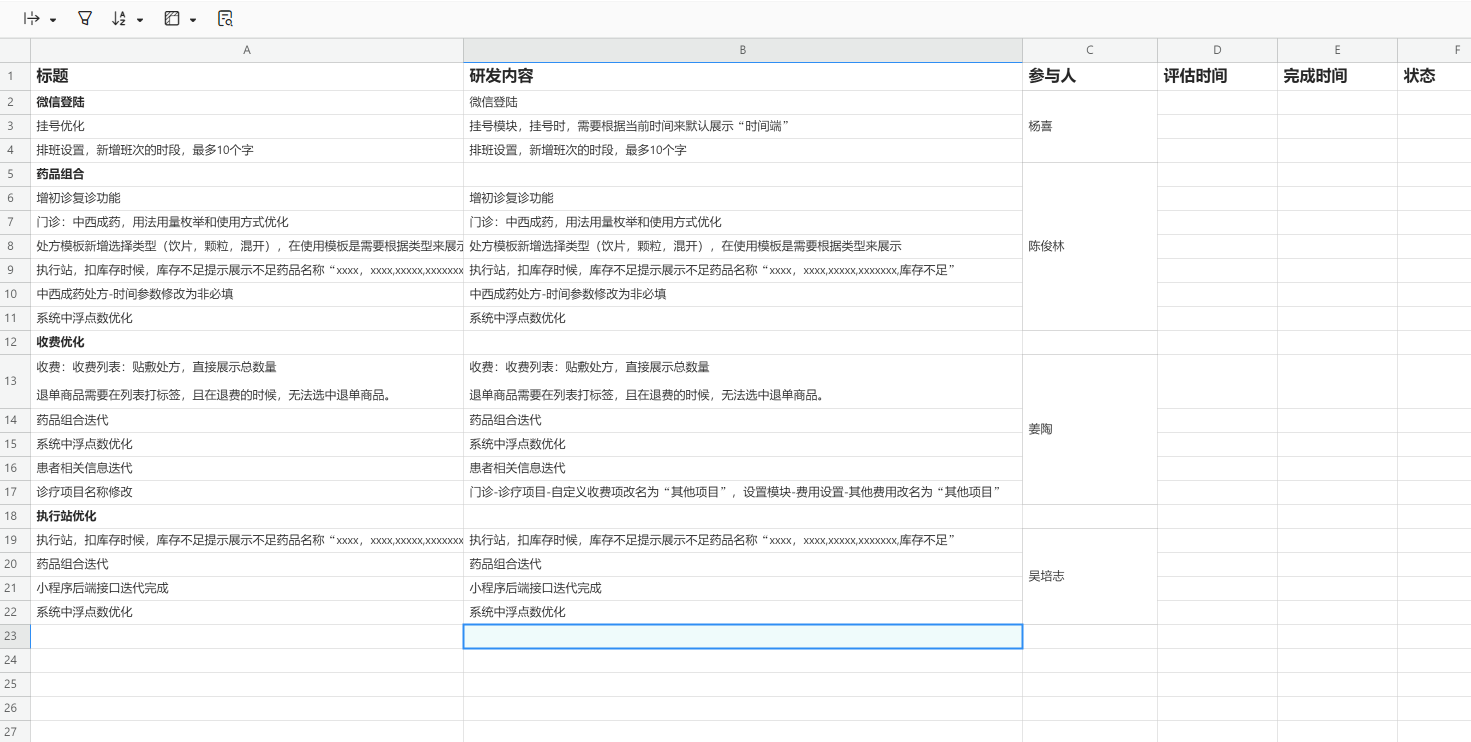 A B C D E F
1 标题 研发内容 参与人 评估时间 完成时间 状态
2 微信登陆 微信登陆
3 挂号优化 挂号模块，挂号时，需要根据当前时间来默认展示“时间端” 杨喜
4 排班设置，新增班次的时段，最多10个字 排班设置，新增班次的时段，最多10个字
5 药品组合
6 增初诊复诊功能 增初诊复诊功能
7 门诊：中西成药，用法用量枚举和使用方式优化 门诊：中西成药，用法用量枚举和使用方式优化
8 处方模板新增选择类型（饮片，颗粒，混开），在使用模板是需要根据类型来展示 处方模板新增选择类型（饮片，颗粒，混开），在使用模板是需要根据类型来展示 陈俊林
9 执行站，扣库存时候，库存不足提示展示不足药品名称“xxxx，xxxx,xxxxx,xxxxxxx 执行站，扣库存时候，库存不足提示展示不足药品名称“xxxx，xxxx,xxxxx,xxxxxxx,库存不足”
10 中西成药处方-时间参数修改为非必填 中西成药处方-时间参数修改为非必填
11 系统中浮点数优化 系统中浮点数优化
12 收费优化
13 收费：收费列表：贴敷处方，直接展示总数量 收费：收费列表：贴敷处方，直接展示总数量
退单商品需要在列表打标签，且在退费的时候，无法选中退单商品。 退单商品需要在列表打标签，且在退费的时候，无法选中退单商品。
14 药品组合迭代 药品组合迭代 姜陶
15 系统中浮点数优化 系统中浮点数优化
16 患者相关信息迭代 患者相关信息迭代
17 诊疗项目名称修改 门诊-诊疗项目-自定义收费项改名为“其他项目”，设置模块-费用设置-其他费用改名为“其他项目”
18 执行站优化
19 执行站，扣库存时候，库存不足提示展示不足药品名称“xxxx，xxxx,xxxxx,xxxxxxx 执行站，扣库存时候，库存不足提示展示不足药品名称“xxxx，xxxx,xxxxx,xxxxxxx,库存不足”
20 药品组合迭代 药品组合迭代 吴培志
21 小程序后端接口迭代完成 小程序后端接口迭代完成
22 系统中浮点数优化 系统中浮点数优化
23
24
25
26
27